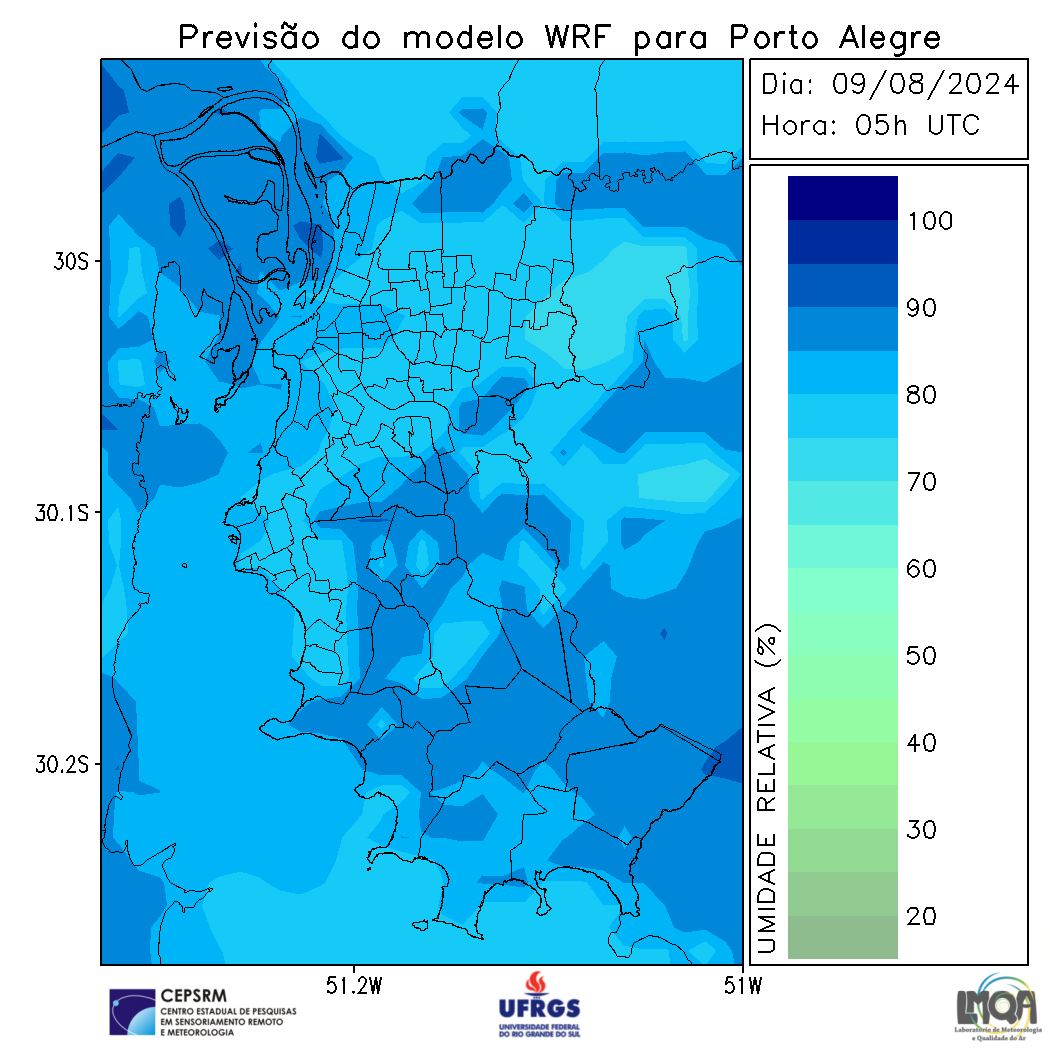 Previsão do modelo WRF para Porto Alegre
Dia: 09/08/2024
Hora: 05h UTC
100
90
80
70
60
50
40
30
20
UMIDADE RELATIVA (%)
30S
30.1S
30.2S
51.2W
51W
CEPSRM
CENTRO ESTADUAL DE PESQUISAS
EM SENSORIAMENTO REMOTO
E METEOROLOGIA
UFRGS
UNIVERSIDADE FEDERAL
DO RIO GRANDE DO SUL
LMQA
Laboratório de Meteorologia
e Qualidade do Ar